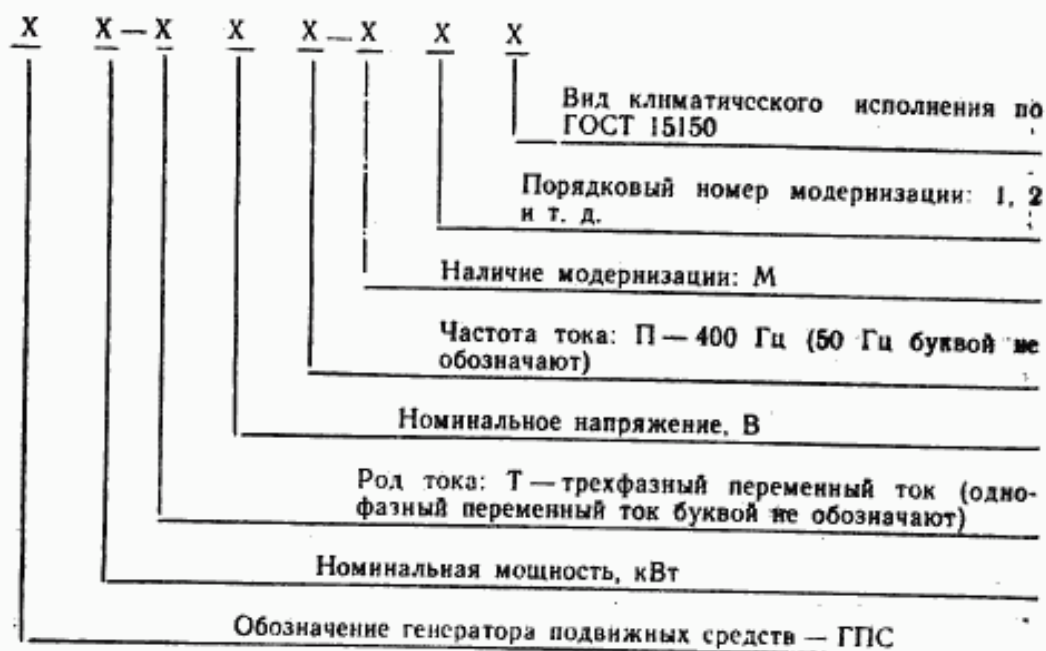 X X — X X X — X X X
Вид климатического исполнения по
ГОСТ 15150
Порядковый номер модернизации: 1, 2
и т. д.
Наличие модернизации: М
Частота тока: П — 400 Гц (50 Гц буквой не
обозначают)
Номинальное напряжение, В
Род тока: Т — трехфазный переменный ток (одно-
фазный переменный ток буквой не обозначают)
Номинальная мощность, кВт
Обозначение генератора подвижных средств — ГПС